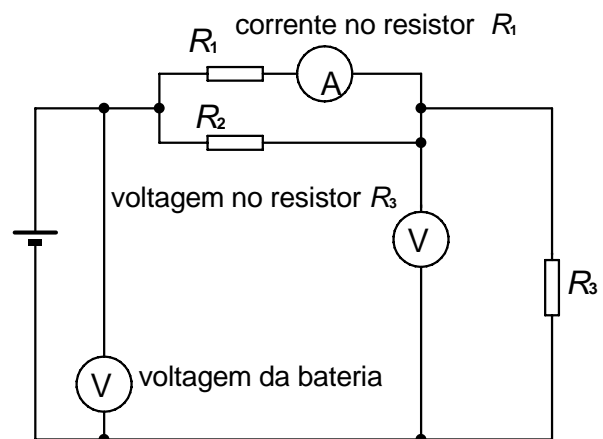 corrente no resistor R₁
R₁
A
R₂
voltagem no resistor R₃
V
R₃
V voltagem da bateria